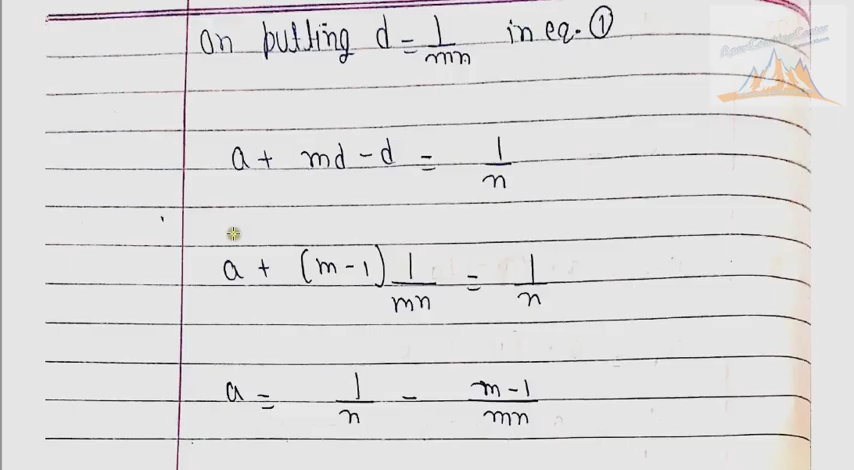 On putting d = 1/mn in eq. ①
a + md - d = 1/n
a + (m - 1) 1/mn = 1/n
a = 1/n - m-1/mn